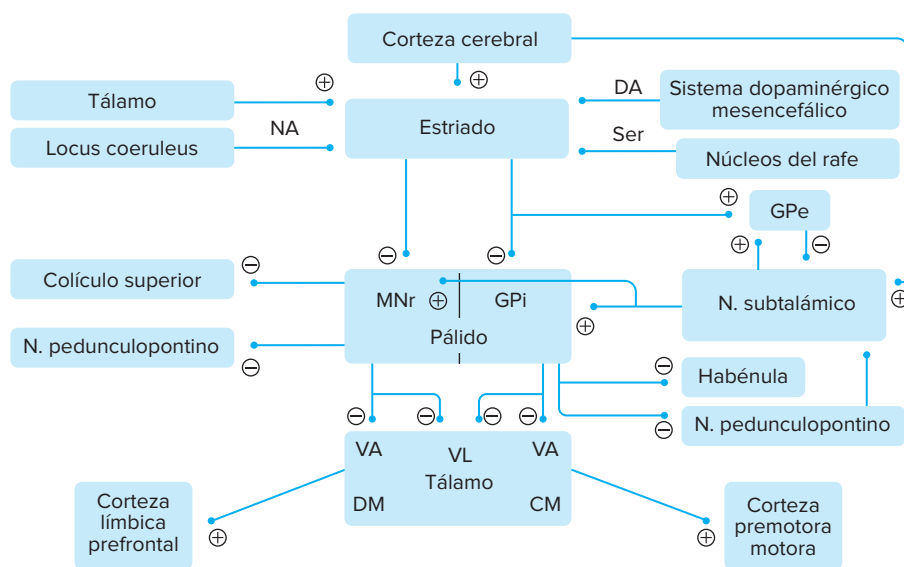 Corteza cerebral
⊕
⊕
DA
Sistema dopaminérgico
mesencefálico
Tálamo
NA
Estriado
Ser
Locus coeruleus
Núcleos del rafe
⊕
GPe
⊖
⊖
⊕
⊖
Colículo superior
⊖
MNr
⊕
GPi
N. subtalámico
⊕
⊕
Pálido
N. pedunculopontino
⊖
⊖
Habénula
⊖
N. pedunculopontino
⊖
⊖
⊖
⊖
VA
VL
VA
Tálamo
DM
CM
Corteza
límbica
prefrontal
⊕
⊕
Corteza
premotora
motora